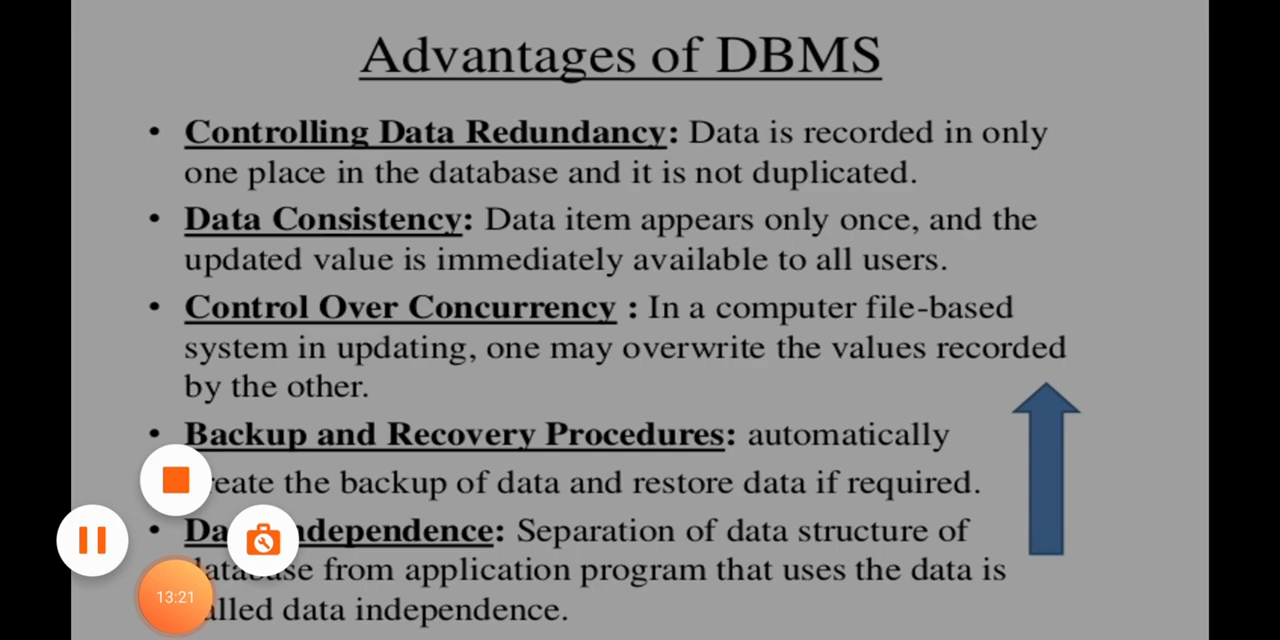 Advantages of DBMS
• Controlling Data Redundancy: Data is recorded in only
one place in the database and it is not duplicated.
• Data Consistency: Data item appears only once, and the
updated value is immediately available to all users.
• Control Over Concurrency : In a computer file-based
system in updating, one may overwrite the values recorded
by the other.
• Backup and Recovery Procedures: automatically
reate the backup of data and restore data if required.
• Da ndependence: Separation of data structure of
from application program that uses the data is
alled data independence.
13:21